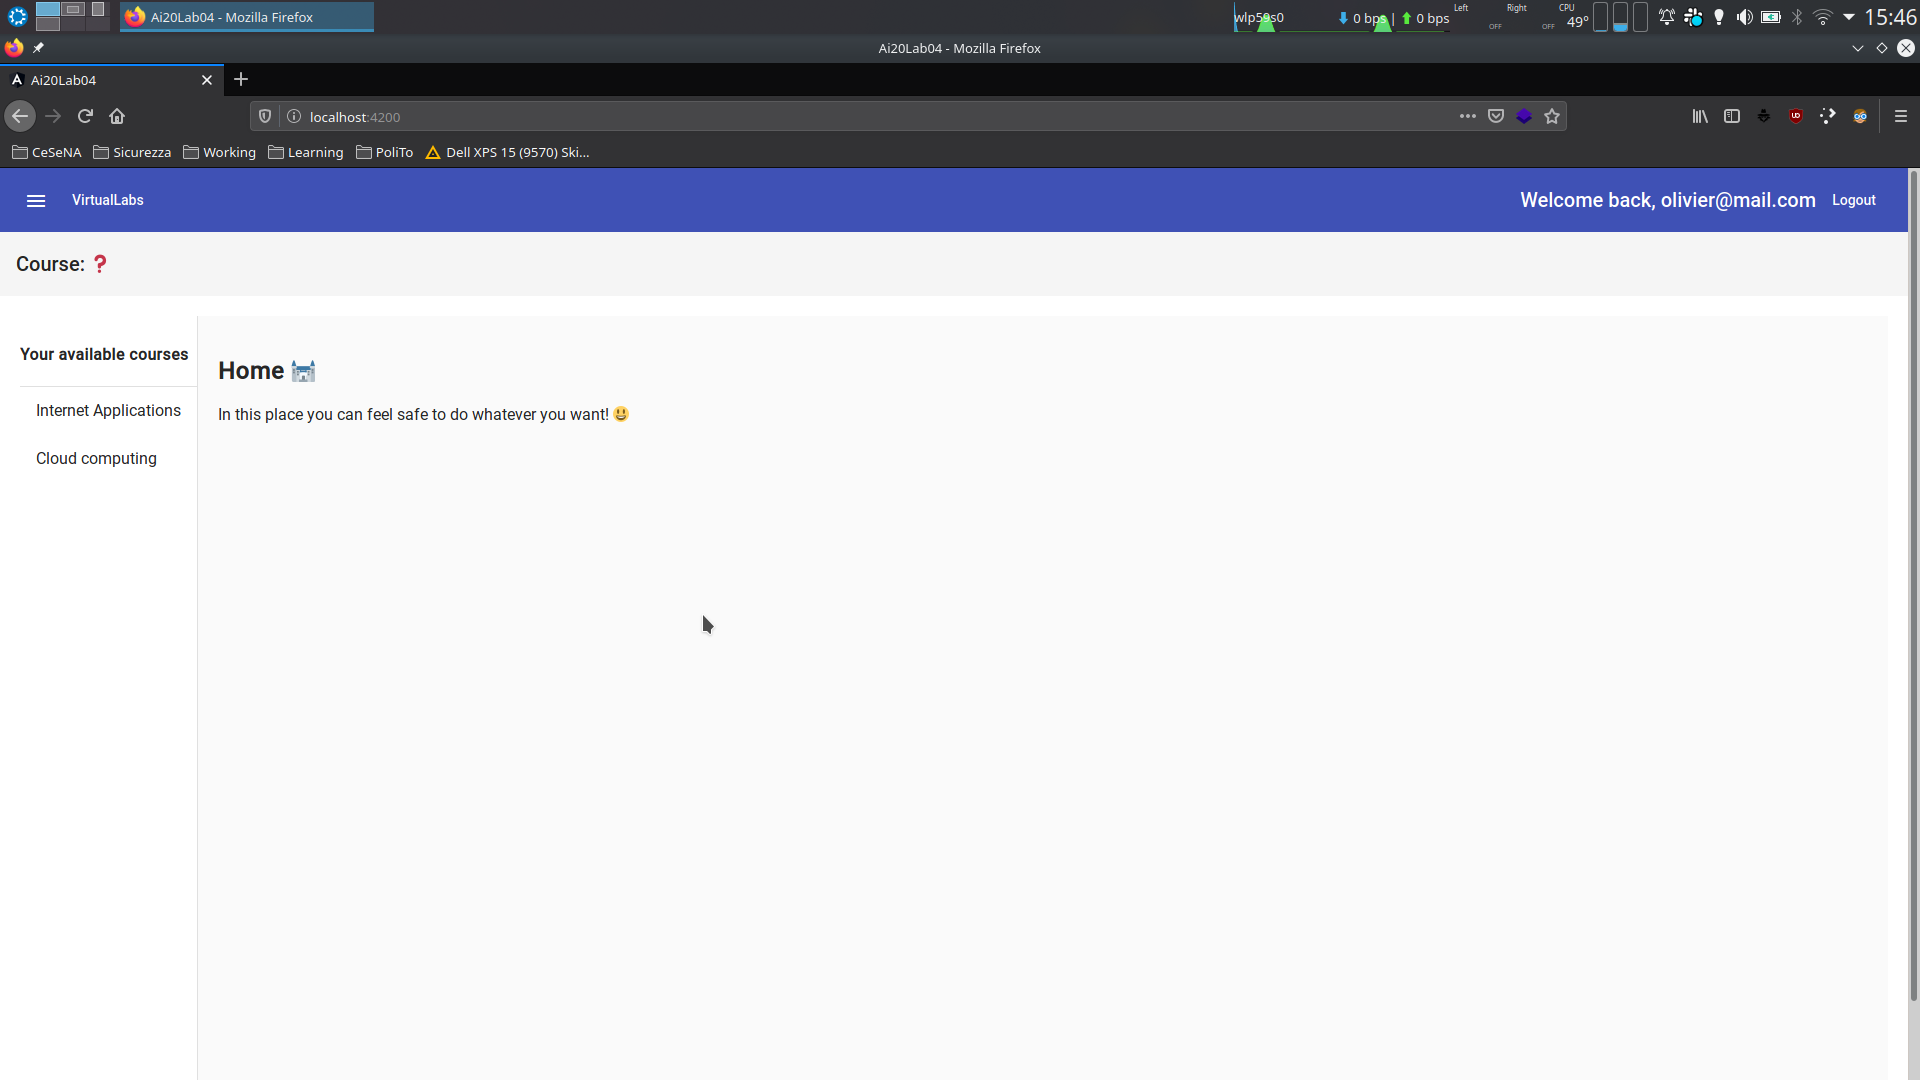 Ai20Lab04 - Mozilla Firefox
wlp59s0
0 bps | 0 bps
Left
OFF
Right
OFF
CPU
49°
15:46
Ai20Lab04 - Mozilla Firefox
Ai20Lab04
localhost:4200
CeSeNA
Sicurezza
Working
Learning
PoliTo
Dell XPS 15 (9570) Ski...
VirtualLabs
Welcome back, olivier@mail.com
Logout
Course: ❓
Your available courses
Home 🏰
In this place you can feel safe to do whatever you want! 😃
Internet Applications
Cloud computing